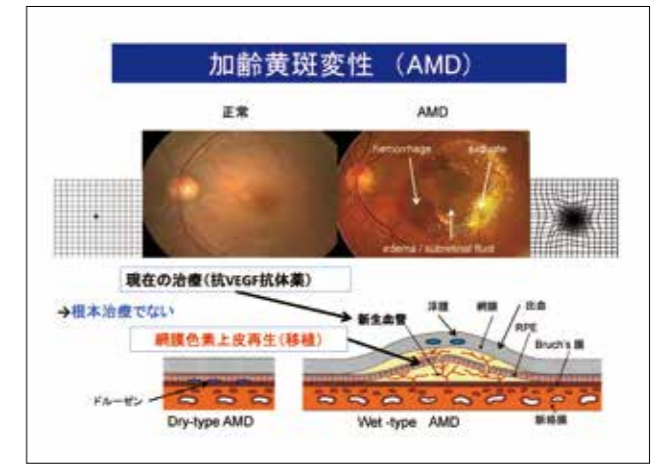 加齢黄斑変性 （AMD）
正常
AMD
hemorrhage
exudate
edema / subretinal fluid
現在の治療（抗VEGF抗体薬）
→根本治療でない
網膜色素上皮再生（移植）
新生血管
浮腫
網膜
出血
RPE
Bruch's 膜
ドルーゼン
脈絡膜
Dry-type AMD
Wet -type AMD